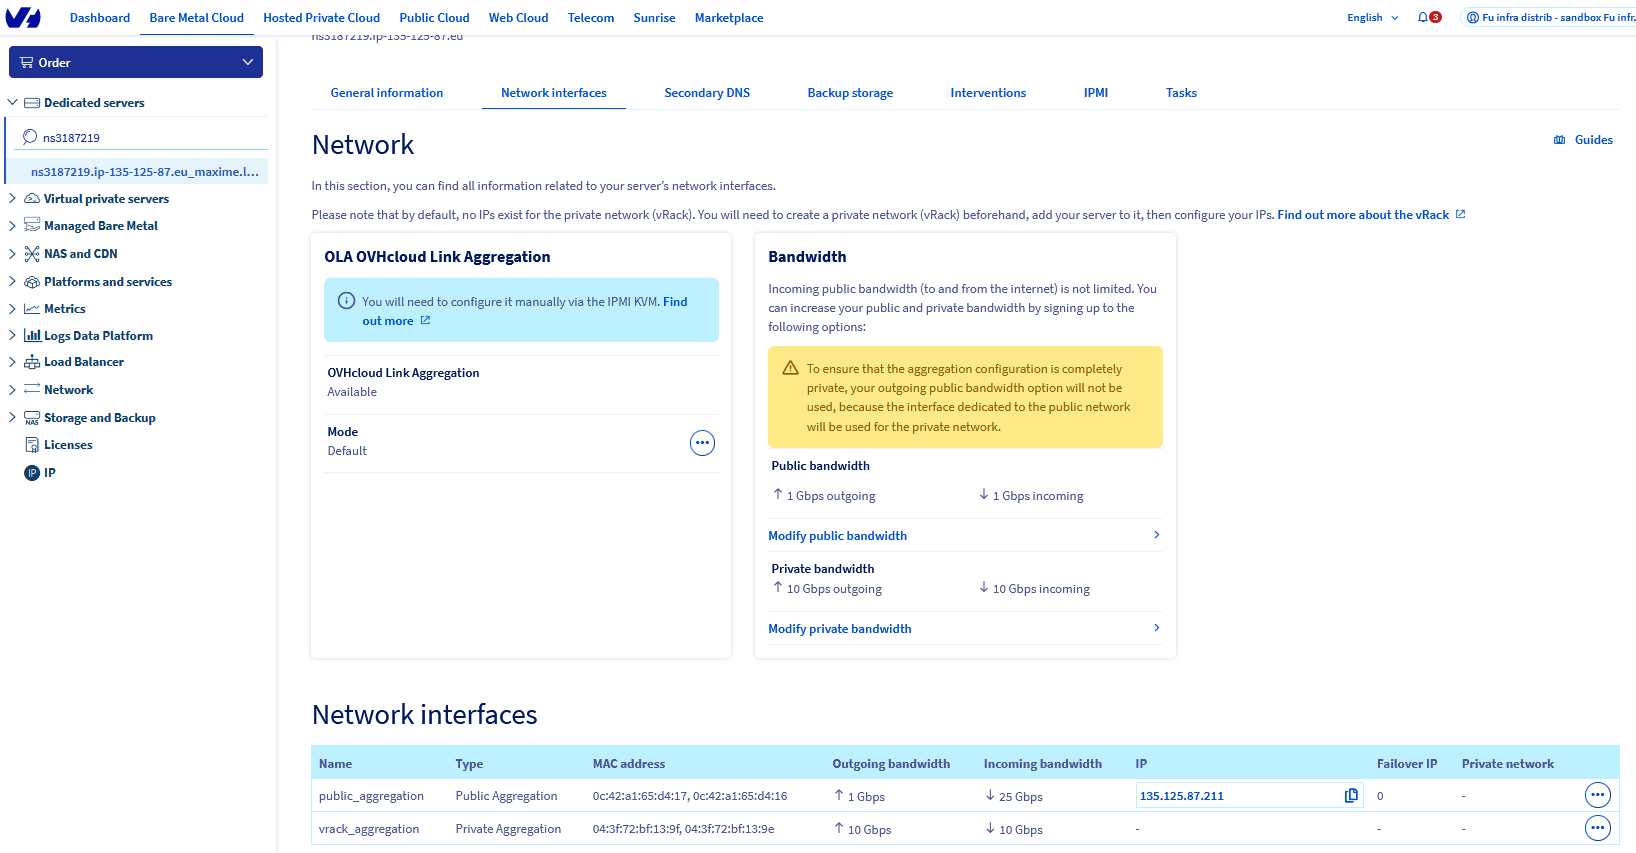 Dashboard Bare Metal Cloud Hosted Private Cloud Public Cloud Web Cloud Telecom Sunrise Marketplace English 3 Fu infra distrib - sandbox Fu infr.
ns3187219.ip-135-125-87.eu
Order
Dedicated servers
ns3187219
ns3187219.ip-135-125-87.eu_maxime.l...
Virtual private servers
Managed Bare Metal
NAS and CDN
Platforms and services
Metrics
Logs Data Platform
Load Balancer
Network
NAS
Storage and Backup
Licenses
IP IP
General information Network interfaces Secondary DNS Backup storage Interventions IPMI Tasks
Network
Guides
In this section, you can find all information related to your server's network interfaces.
Please note that by default, no IPs exist for the private network (vRack). You will need to create a private network (vRack) beforehand, add your server to it, then configure your IPs. Find out more about the vRack
OLA OVHcloud Link Aggregation
You will need to configure it manually via the IPMI KVM. Find
out more
OVHcloud Link Aggregation
Available
Mode
Default
Bandwidth
Incoming public bandwidth (to and from the internet) is not limited. You
can increase your public and private bandwidth by signing up to the
following options:
To ensure that the aggregation configuration is completely
private, your outgoing public bandwidth option will not be
used, because the interface dedicated to the public network
will be used for the private network.
Public bandwidth
↑ 1 Gbps outgoing ↓ 1 Gbps incoming
Modify public bandwidth
Private bandwidth
↑ 10 Gbps outgoing ↓ 10 Gbps incoming
Modify private bandwidth
Network interfaces
Name Type MAC address Outgoing bandwidth Incoming bandwidth IP Failover IP Private network
public_aggregation Public Aggregation 0c:42:a1:65:d4:17, 0c:42:a1:65:d4:16 ↑ 1 Gbps ↓ 25 Gbps 135.125.87.211 0 -
vrack_aggregation Private Aggregation 04:3f:72:bf:13:9f, 04:3f:72:bf:13:9e ↑ 10 Gbps ↓ 10 Gbps - - -